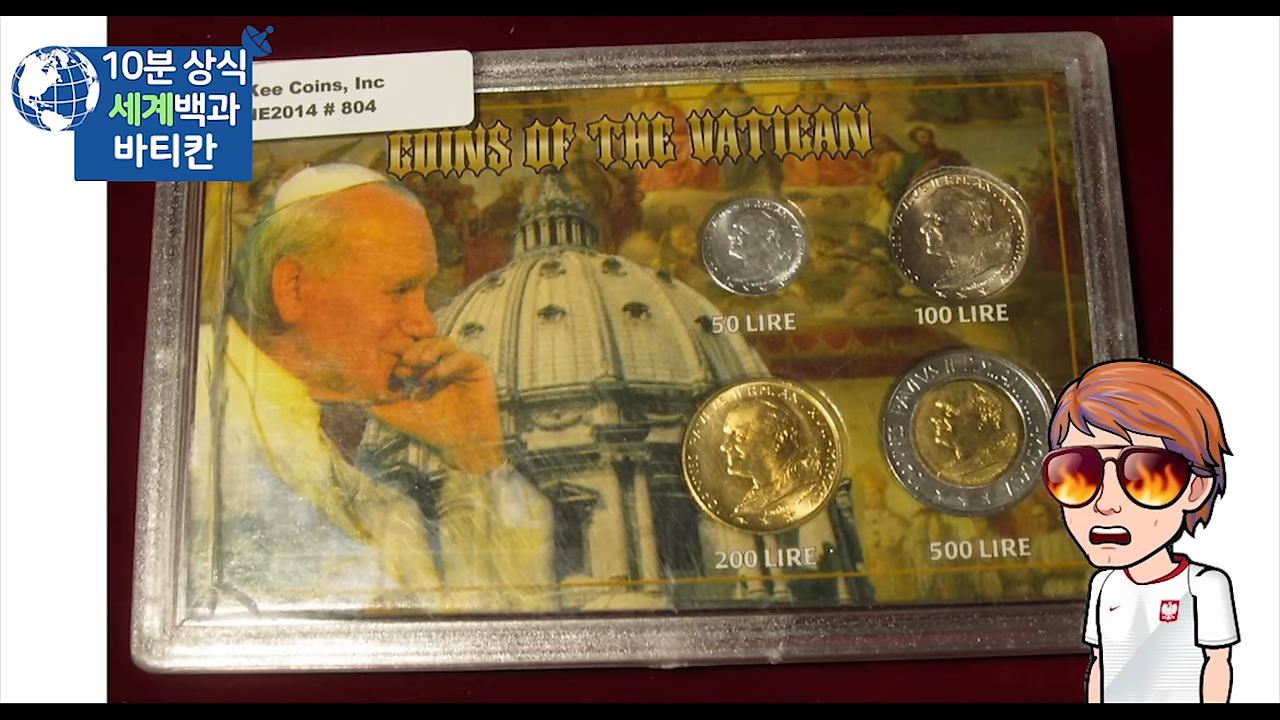 10분 상식
세계백과
바티칸
Kee Coins, Inc
NE2014 # 804
COINS OF THE VATICAN
50 LIRE
100 LIRE
200 LIRE
500 LIRE